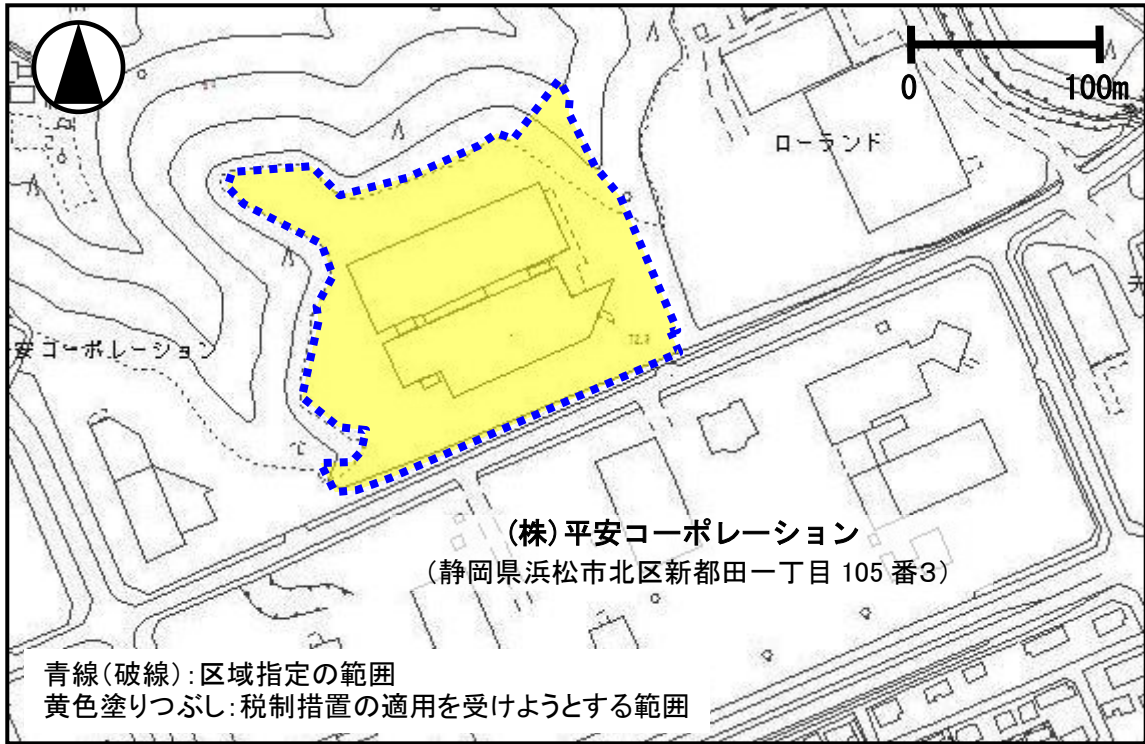 0 100m
ローランド
72.3
安コーポレーション
(株)平安コーポレーション
(静岡県浜松市北区新都田一丁目 105 番3)
青線(破線):区域指定の範囲
黄色塗りつぶし:税制措置の適用を受けようとする範囲